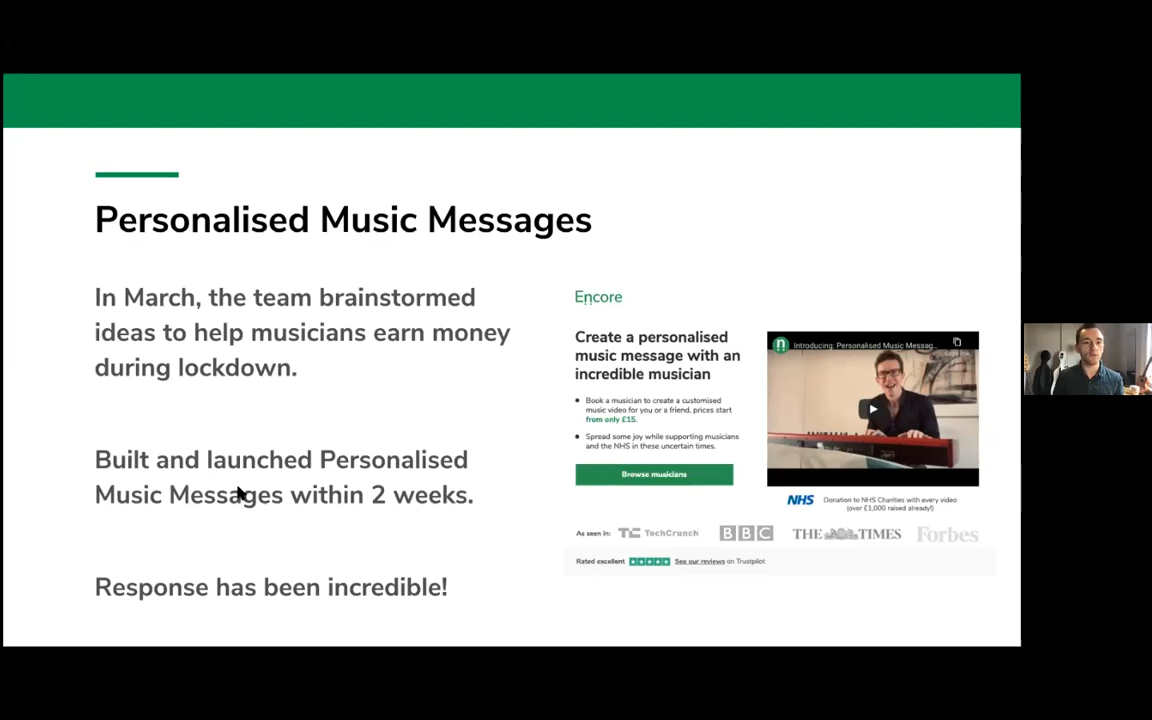 Personalised Music Messages
In March, the team brainstormed
ideas to help musicians earn money
during lockdown.
Built and launched Personalised
Music Messages within 2 weeks.
Response has been incredible!
Encore
Create a personalised
music message with an
incredible musician
Book a musician to create a customised
music video for you or a friend, prices start
from only £15.
Spread some joy while supporting musicians
and the NHS in these uncertain times.
Browse musicians
Introducing: Personalised Music Messag...
Copy link
NHS
Donation to NHS Charities with every video
(over £1,000 raised already!)
As seen in:
TC TechCrunch
BBC
THE TIMES
Forbes
Rated excellent
See our reviews on Trustpilot